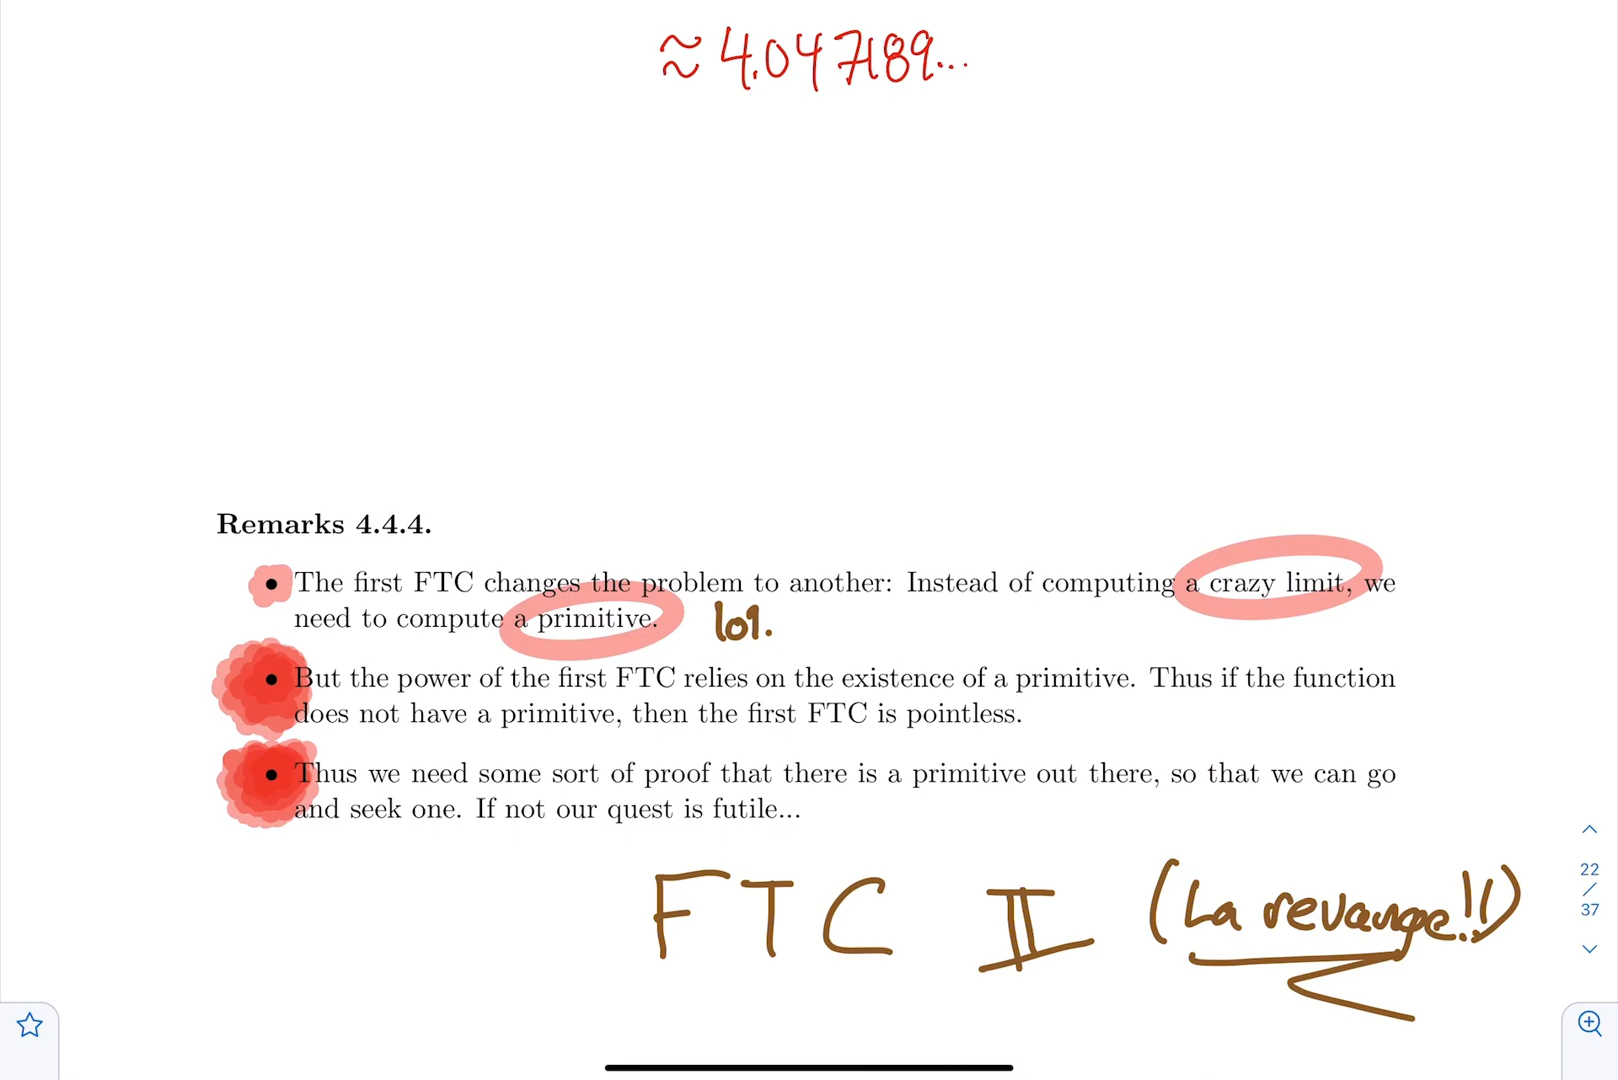 ≈ 4.047189...
Remarks 4.4.4.
• The first FTC changes the problem to another: Instead of computing a crazy limit, we
need to compute a primitive. lol.
• But the power of the first FTC relies on the existence of a primitive. Thus if the function
does not have a primitive, then the first FTC is pointless.
• Thus we need some sort of proof that there is a primitive out there, so that we can go
and seek one. If not our quest is futile...
FTC II (La revange!!)
22
/
37